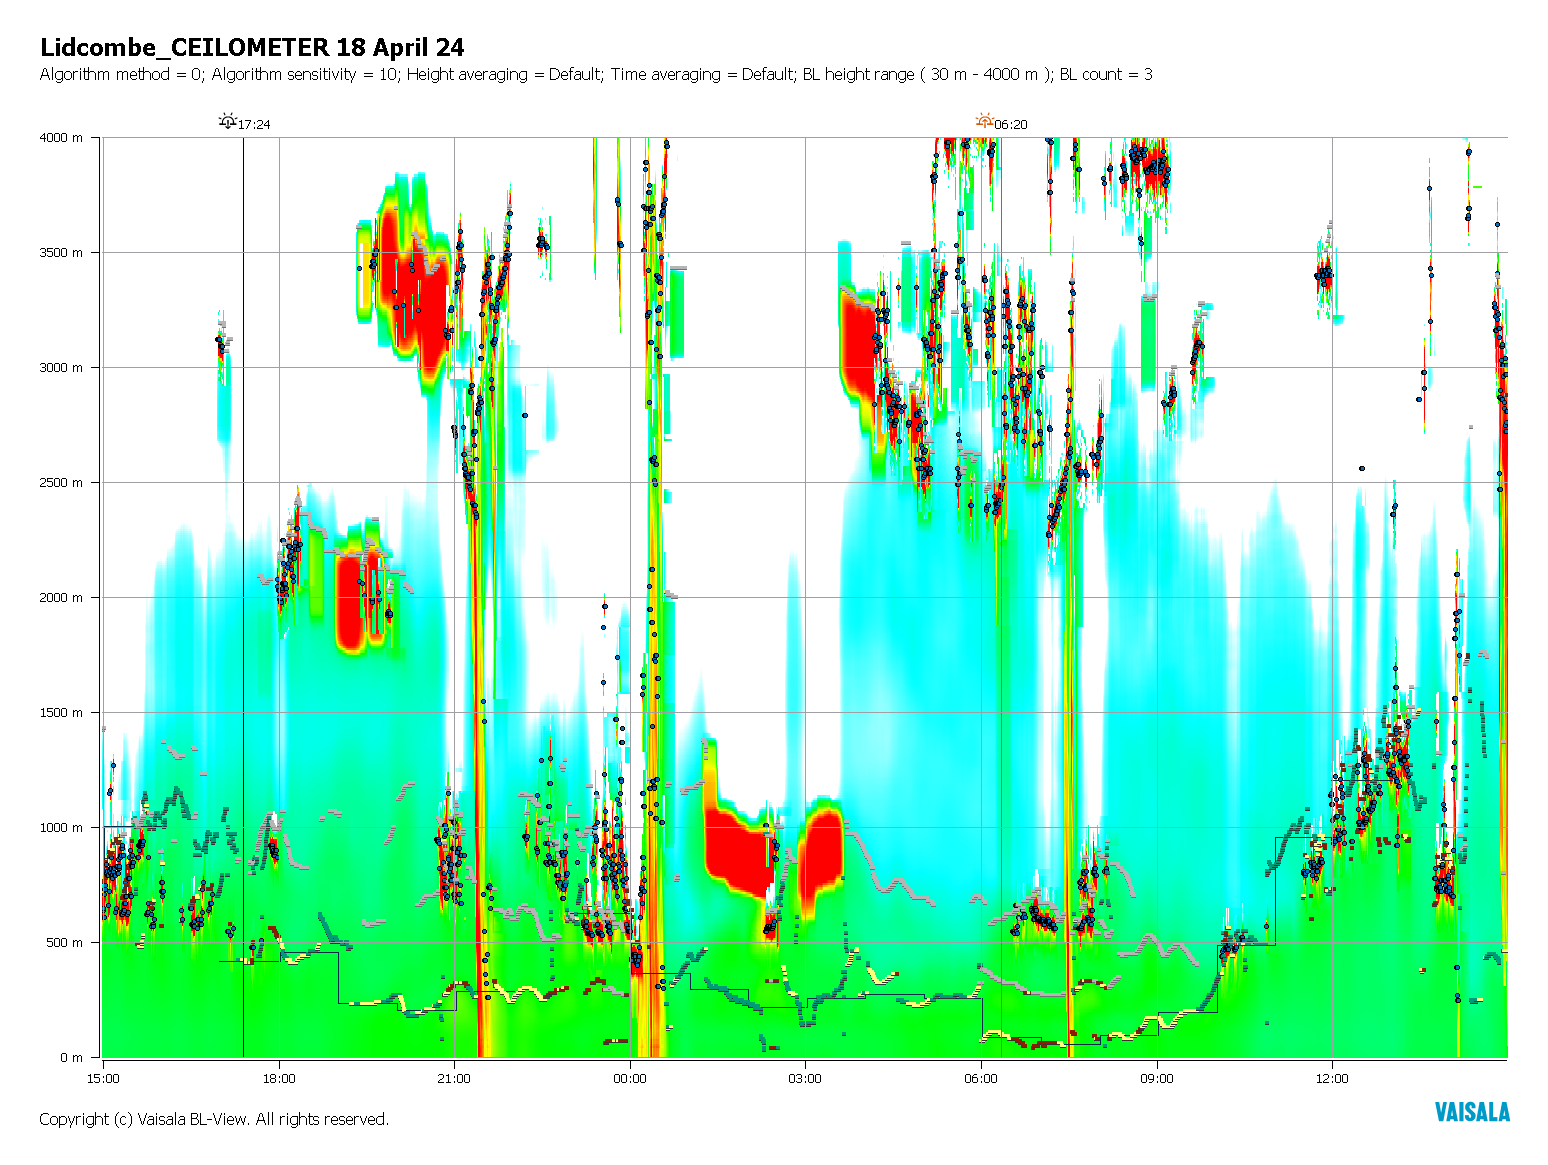 Lidcombe_CEILOMETER 18 April 24
Algorithm method = 0; Algorithm sensitivity = 10; Height averaging = Default; Time averaging = Default; BL height range ( 30 m - 4000 m ); BL count = 3
17:24
06:20
4000 m
3500 m
3000 m
2500 m
2000 m
1500 m
1000 m
500 m
0 m
15:00 18:00 21:00 00:00 03:00 06:00 09:00 12:00
Copyright (c) Vaisala BL-View. All rights reserved.
VAISALA